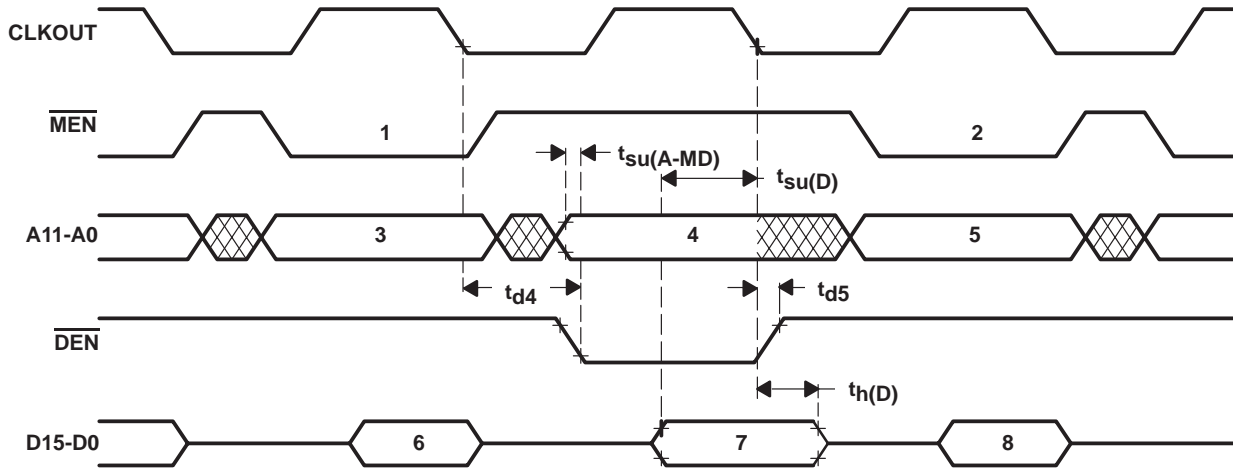 CLKOUT
MEN
1
2
tsu(A-MD)
tsu(D)
A11-A0
3
4
5
td4
td5
DEN
th(D)
D15-D0
6
7
8